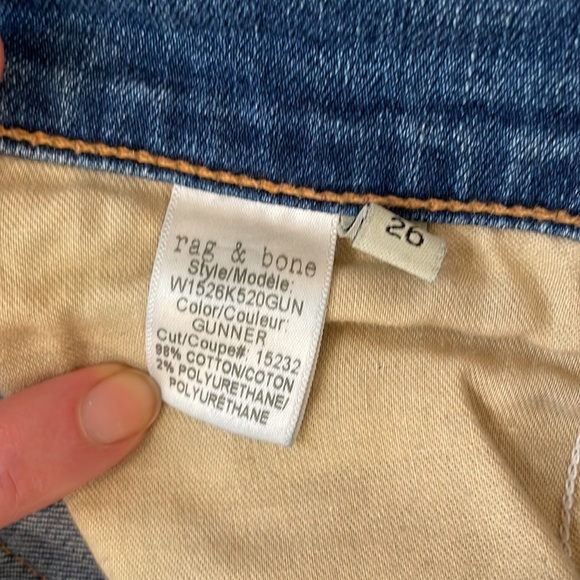 rag & bone
Style/Modèle:
W1526K520GUN
Color/Couleur:
GUNNER
Cut/Coupe#: 15232
98% COTTON/COTON
2% POLYURETHANE/
POLYURÉTHANE
26